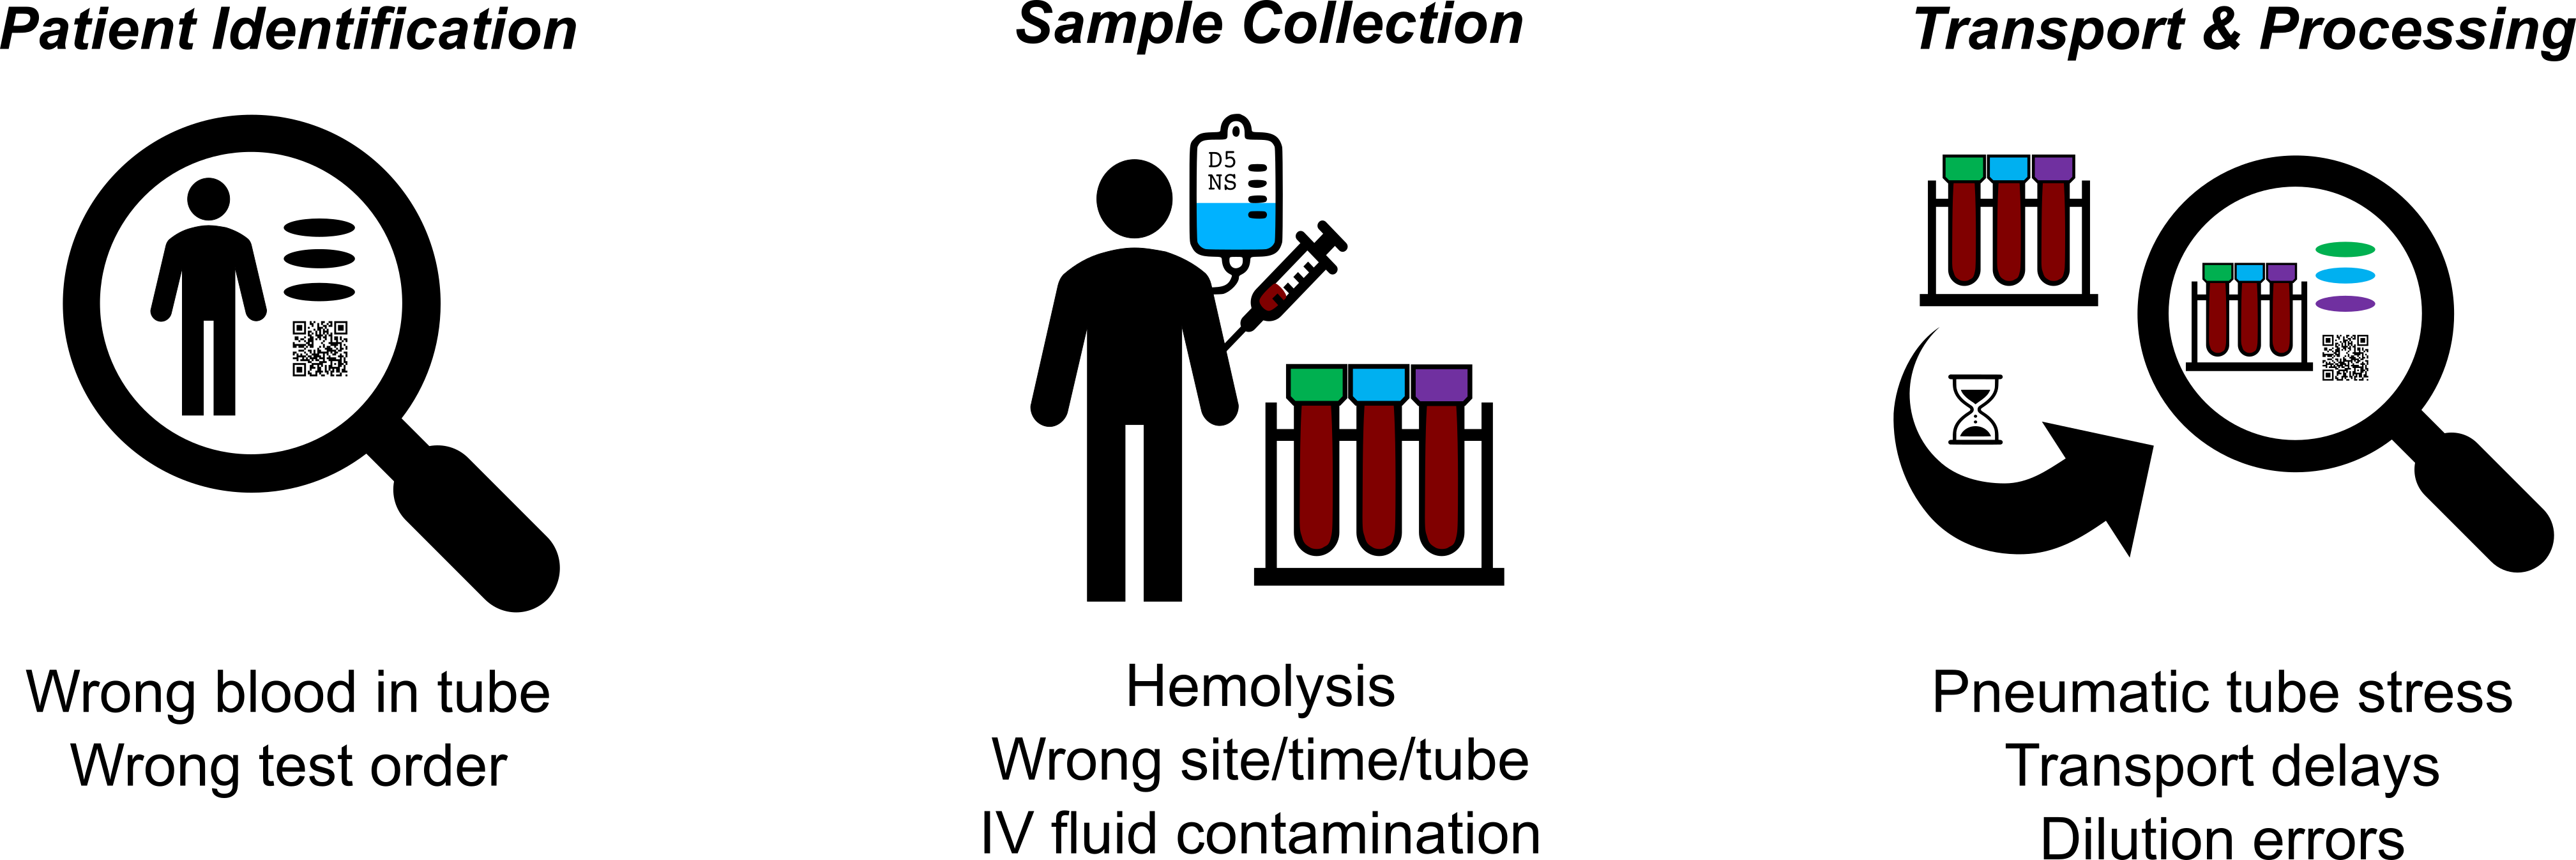 Patient Identification
Wrong blood in tube
Wrong test order
Sample Collection
D5
NS
Hemolysis
Wrong site/time/tube
IV fluid contamination
Transport & Processing
Pneumatic tube stress
Transport delays
Dilution errors